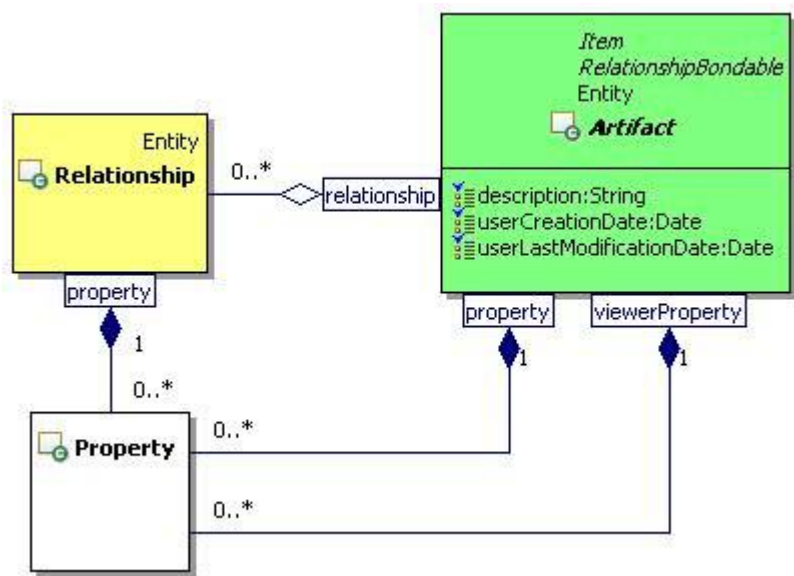 Item
RelationshipBondable
Entity
Artifact
description:String
userCreationDate:Date
userLastModificationDate:Date
Entity
Relationship
0..*
relationship
property
property
viewerProperty
1
1
1
0..*
Property
0..*
0..*